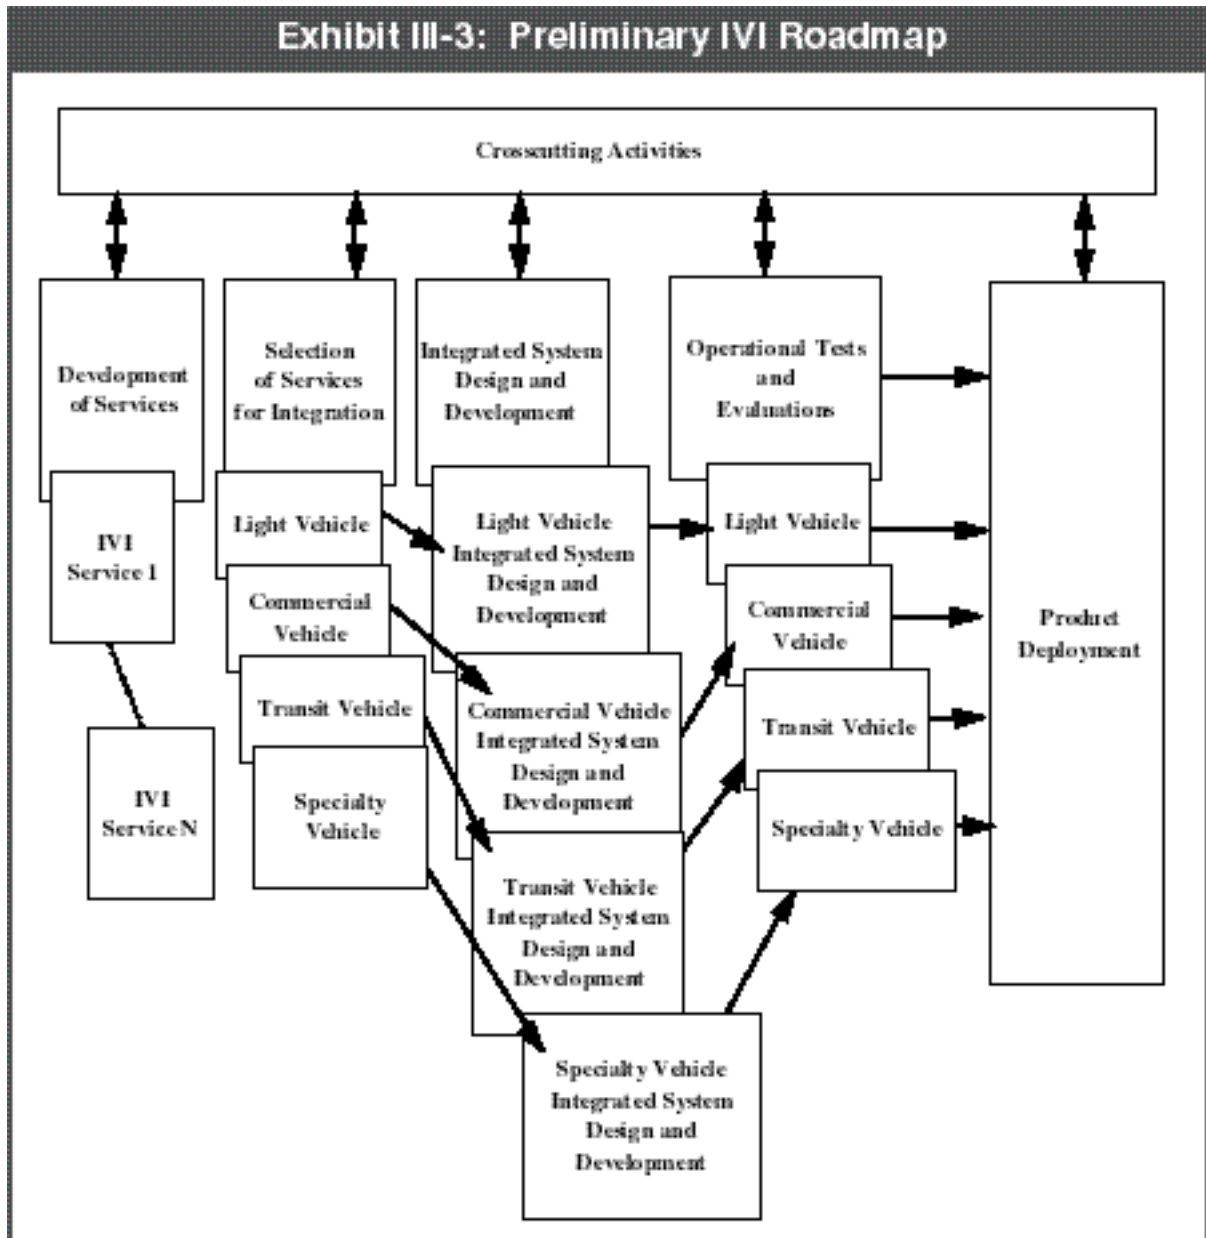 Exhibit III-3: Preliminary IVI Roadmap
Crosscutting Activities
Development
of Services
IVI
Service 1
IVI
Service N
Selection
of Services
for Integration
Light Vehicle
Commercial
Vehicle
Transit Vehicle
Specialty
Vehicle
Integrated System
Design and
Development
Light Vehicle
Integrated System
Design and
Development
Commercial Vehicle
Integrated System
Design and
Development
Transit Vehicle
Integrated System
Design and
Development
Specialty Vehicle
Integrated System
Design and
Development
Operational Tests
and
Evaluations
Light Vehicle
Commercial
Vehicle
Transit Vehicle
Specialty Vehicle
Product
Deployment